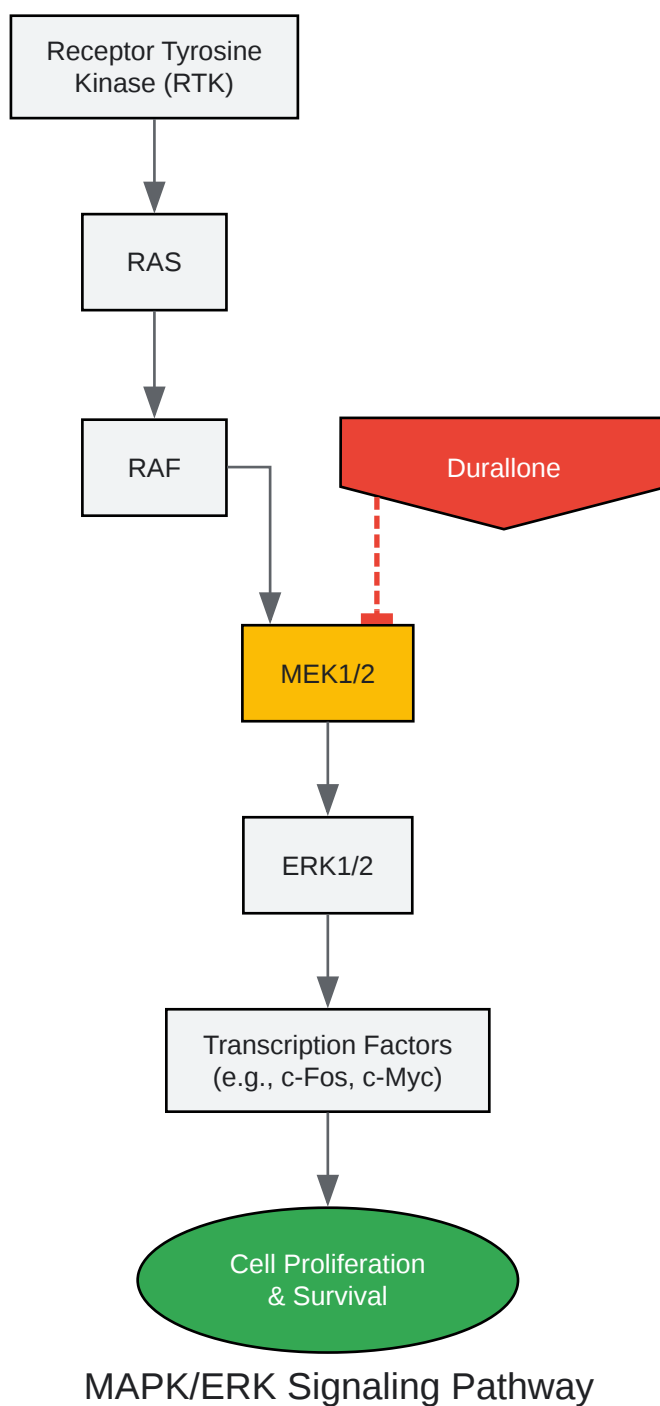 Receptor Tyrosine
Kinase (RTK)
RAS
RAF
Durallone
MEK1/2
ERK1/2
Transcription Factors
(e.g., c-Fos, c-Myc)
Cell Proliferation
& Survival
MAPK/ERK Signaling Pathway